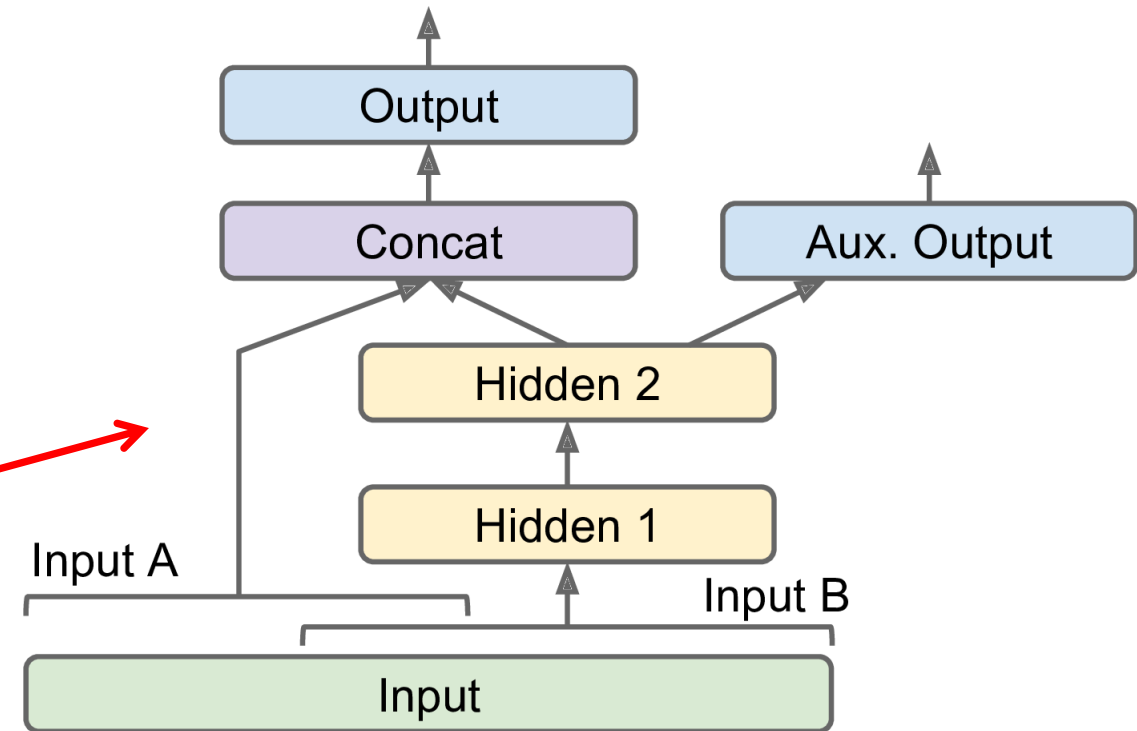 Output
Concat
Aux. Output
Hidden 2
Hidden 1
Input A
Input B
Input